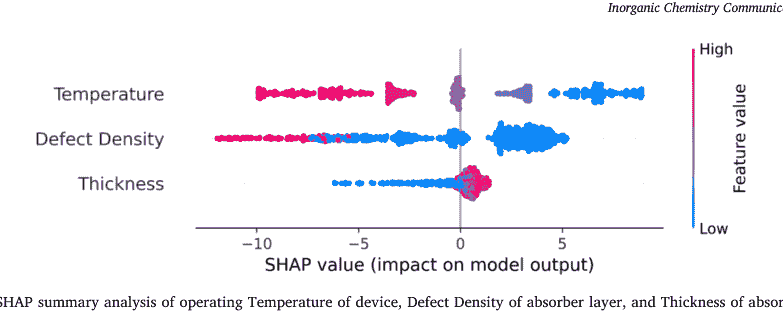 Inorganic Chemistry Communic
High
Temperature
Defect Density
Thickness
Feature value
Low
−10 −5 0 5
SHAP value (impact on model output)
SHAP summary analysis of operating Temperature of device, Defect Density of absorber layer, and Thickness of absor